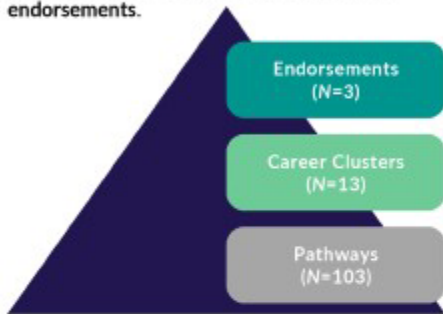 endorsements.
Endorsements
(N=3)
Career Clusters
(N=13)
Pathways
(N=103)